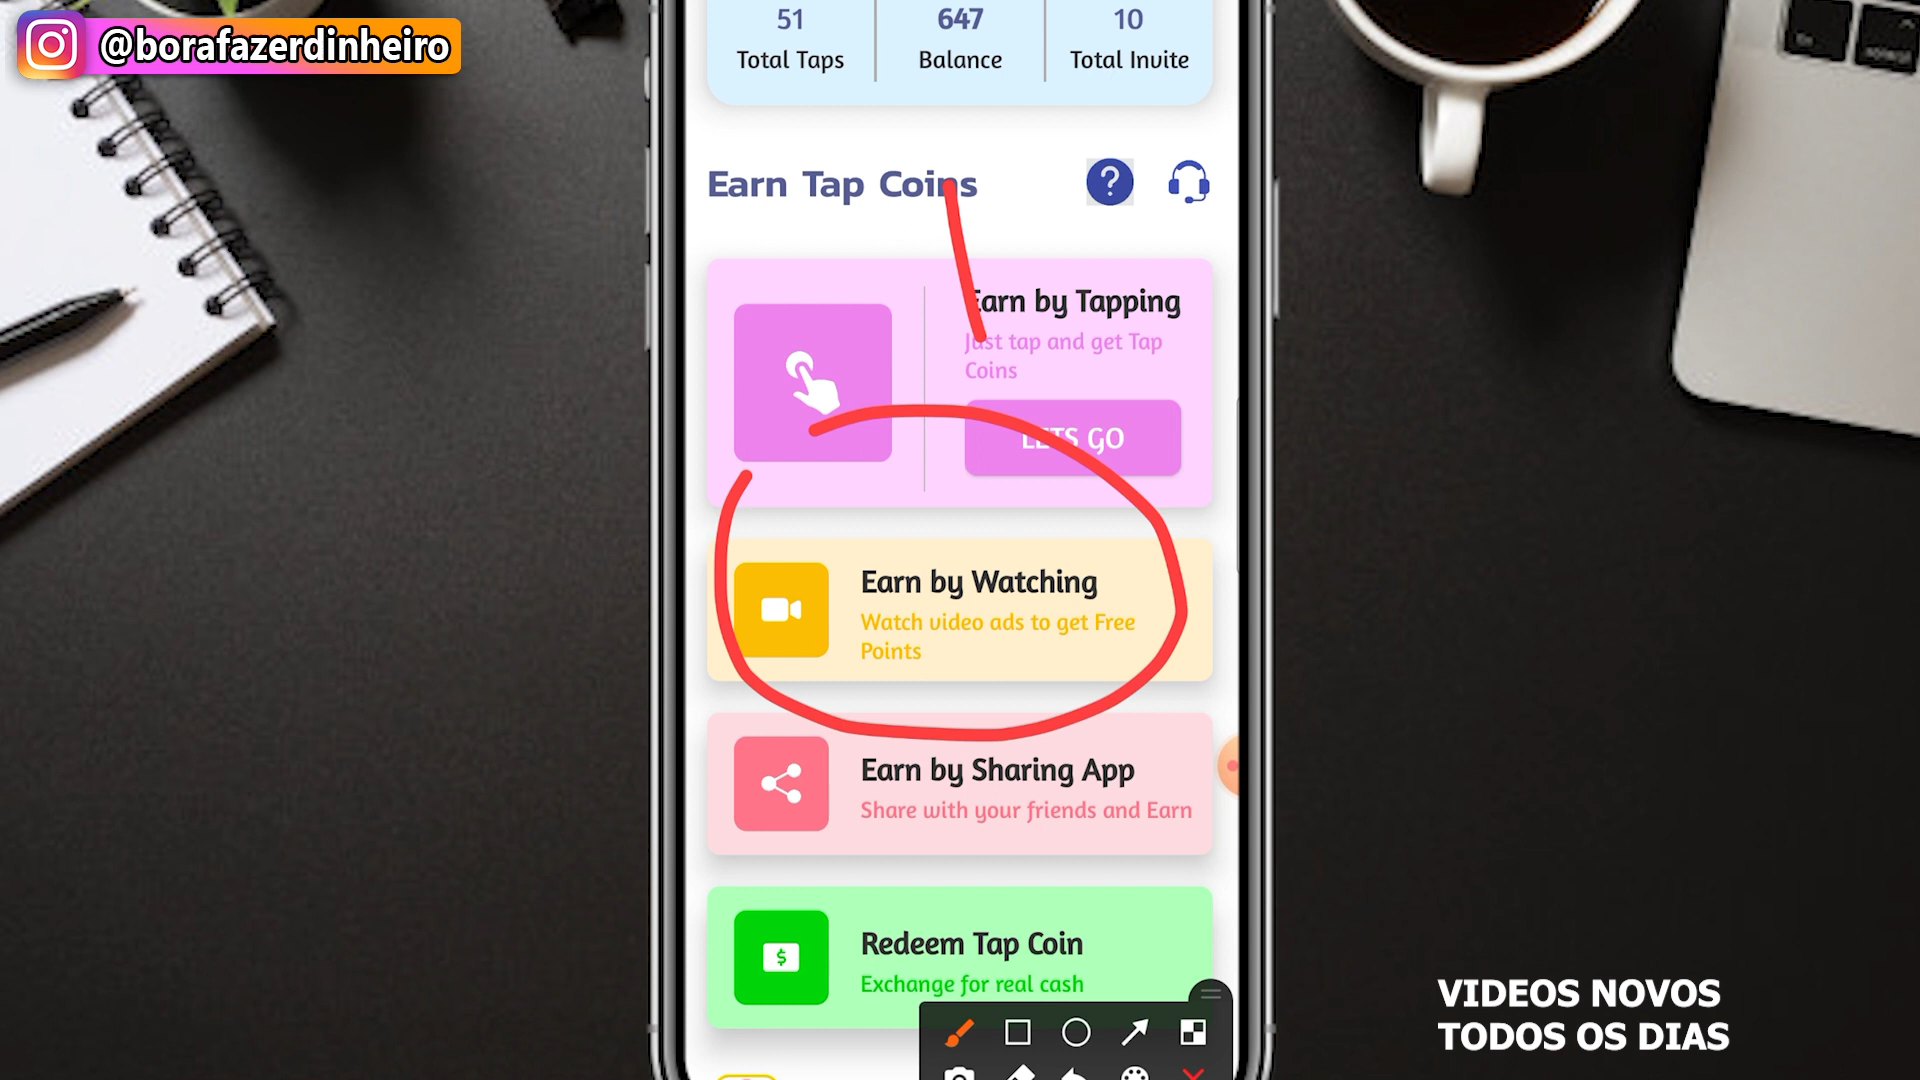 @borafazerdinheiro
51
647
10
Total Taps
Balance
Total Invite
Earn Tap Coins
?
Earn by Tapping
Just tap and get Tap
Coins
LETS GO
Earn by Watching
Watch video ads to get Free
Points
Earn by Sharing App
Share with your friends and Earn
Redeem Tap Coin
$
Exchange for real cash
VIDEOS NOVOS
TODOS OS DIAS